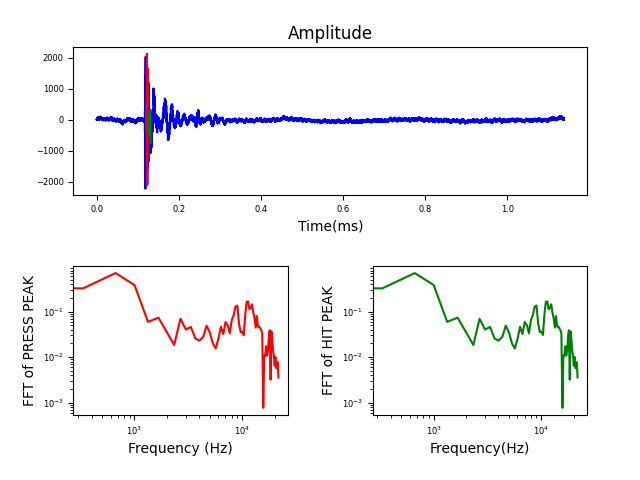 Amplitude
2000
1000
0
−1000
−2000
0.0 0.2 0.4 0.6 0.8 1.0
Time(ms)
FFT of PRESS PEAK
10⁻¹
10⁻²
10⁻³
10³ 10⁴
Frequency (Hz)
FFT of HIT PEAK
10⁻¹
10⁻²
10⁻³
10³ 10⁴
Frequency(Hz)